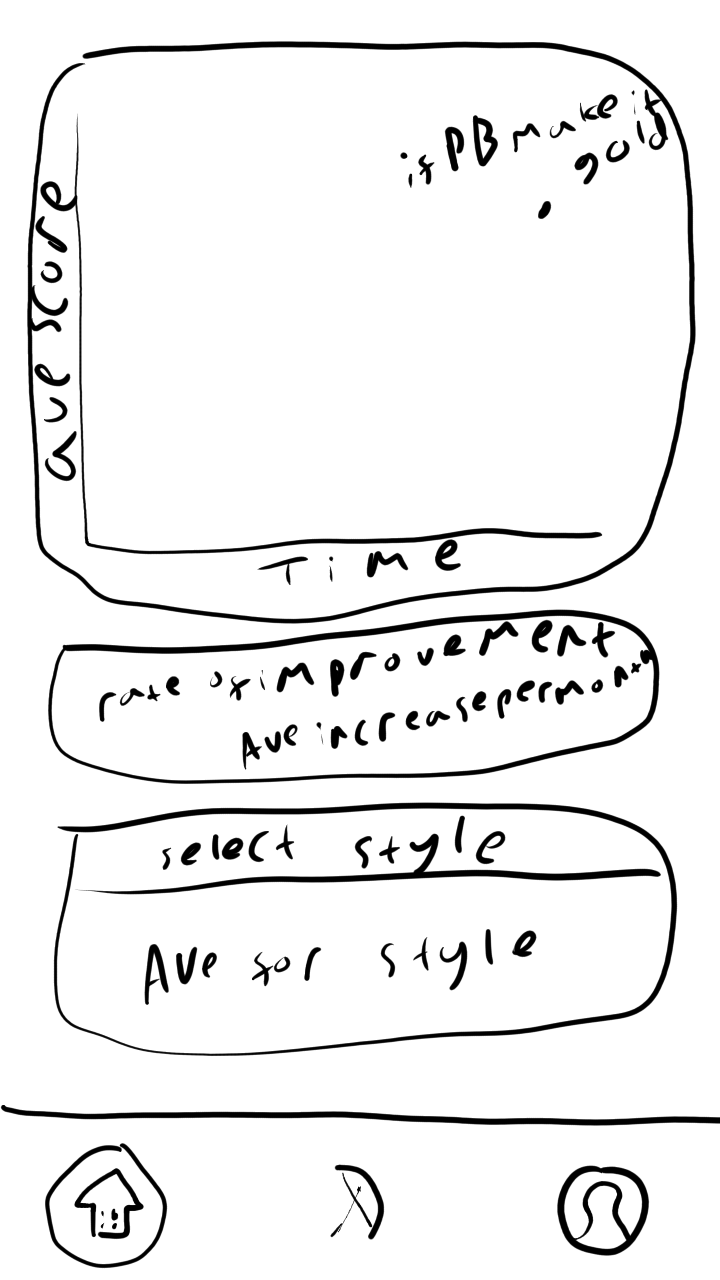 if PB make it
gold
ave score
Time
rate of improvement
Ave increase per month
select style
Ave for style